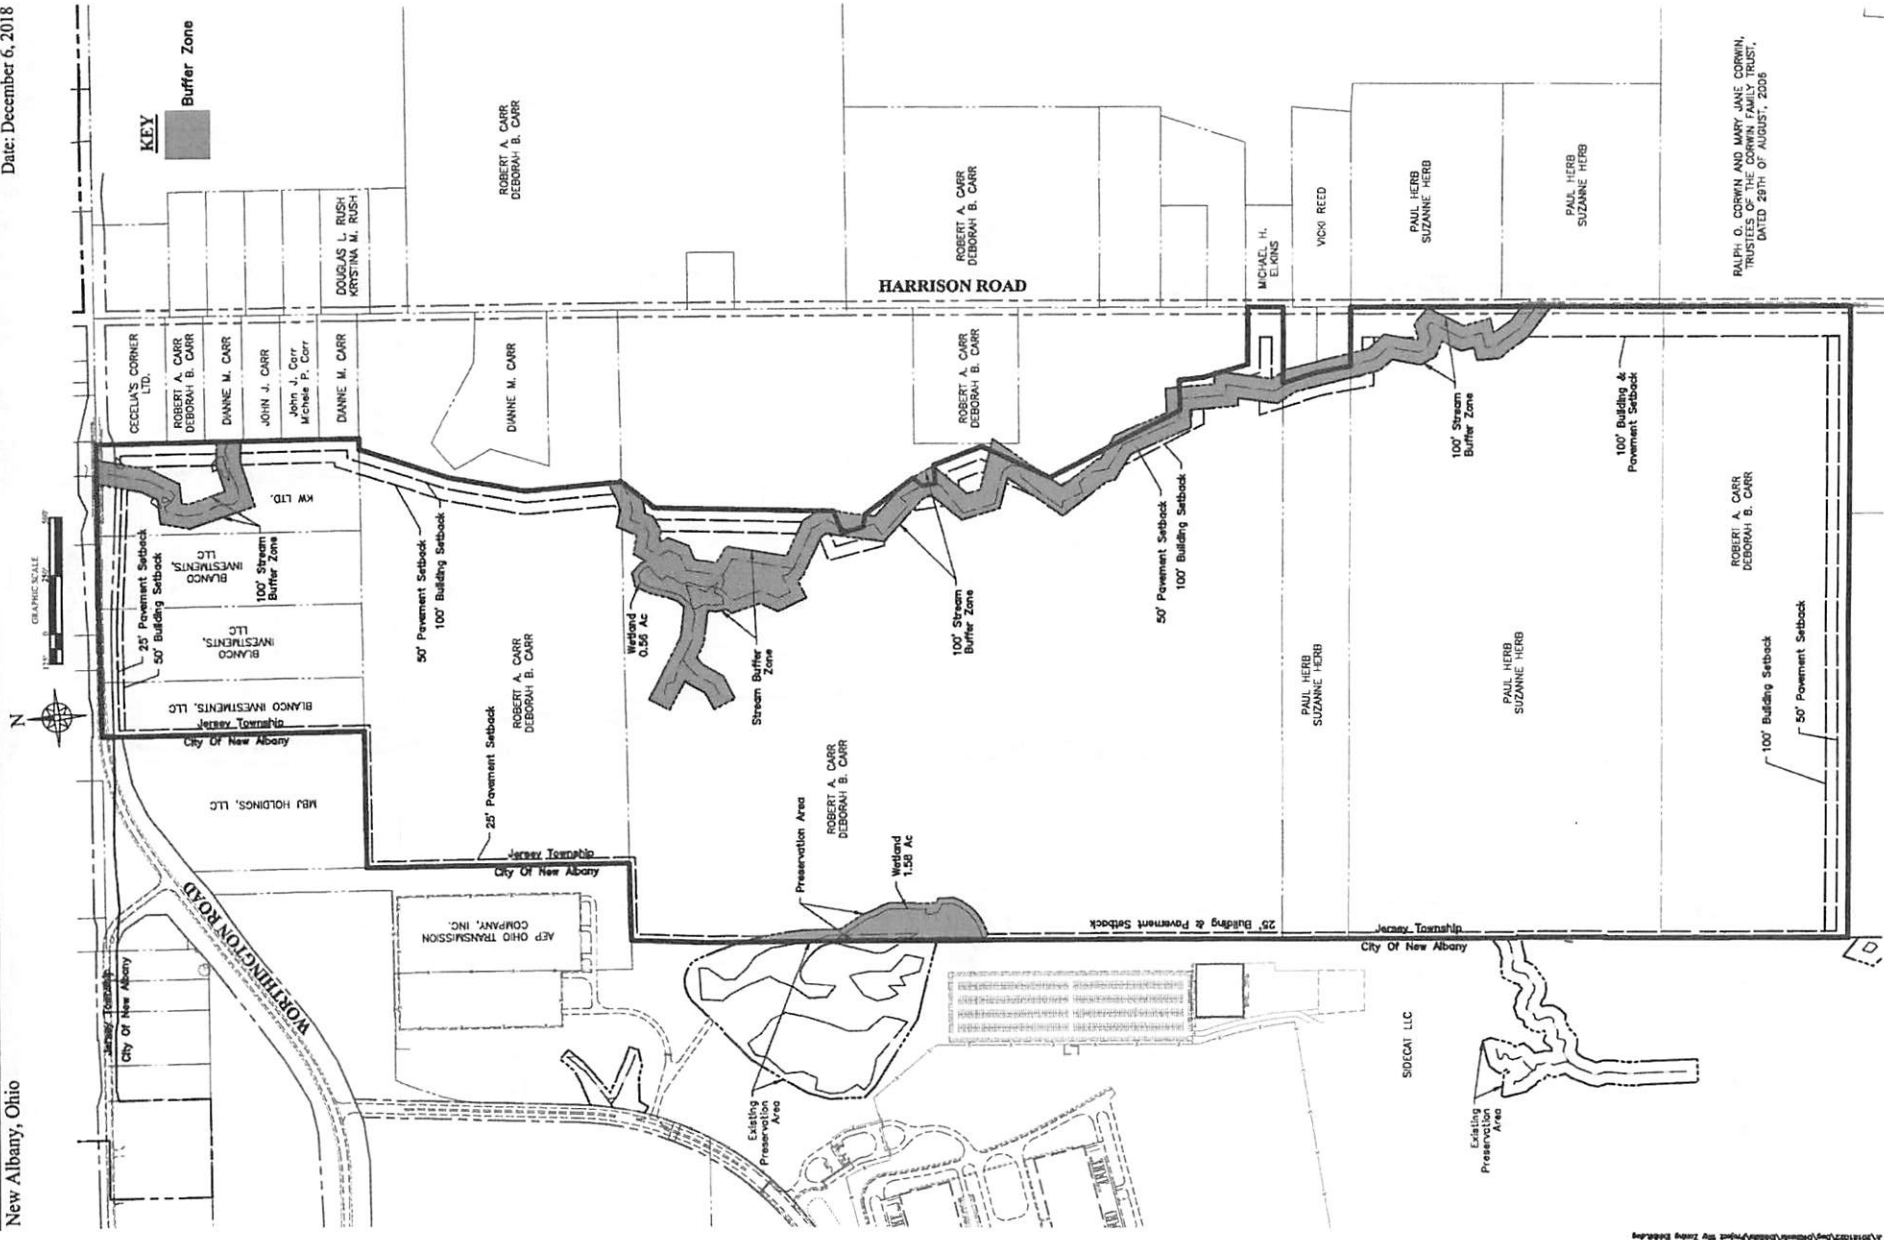 New Albany, Ohio
Date: December 6, 2018
KEY
Buffer Zone
N
GRAPHIC SCALE
0
250'
500'
CECELIA'S CORNER
LTD.
ROBERT A. CARR
DEBORAH B. CARR
DIANNE M. CARR
JOHN J. CARR
John J. Carr
Michele P. Carr
DIANNE M. CARR
DOUGLAS L. RUSH
KRYSTINA M. RUSH
ROBERT A. CARR
DEBORAH B. CARR
HARRISON ROAD
DIANNE M. CARR
ROBERT A. CARR
DEBORAH B. CARR
ROBERT A. CARR
DEBORAH B. CARR
MICHAEL H.
ELKINS
VICKI REED
PAUL HERB
SUZANNE HERB
PAUL HERB
SUZANNE HERB
RALPH O. CORWIN AND MARY JANE CORWIN,
TRUSTEES OF THE CORWIN FAMILY TRUST,
DATED 29TH OF AUGUST, 2006
25' Pavement Setback
50' Building Setback
KW LTD.
BLANCO
INVESTMENTS,
LLC
BLANCO
INVESTMENTS,
LLC
BLANCO INVESTMENTS, LLC
100' Stream
Buffer Zone
Jersey Township
City Of New Albany
MBJ HOLDINGS, LLC
WORTHINGTON ROAD
Jersey Township
City Of New Albany
50' Pavement Setback
100' Building Setback
ROBERT A. CARR
DEBORAH B. CARR
25' Pavement Setback
Jersey Township
City Of New Albany
AEP OHIO TRANSMISSION
COMPANY, INC.
Wetland
0.56 Ac
Stream Buffer
Zone
100' Stream
Buffer Zone
50' Pavement Setback
100' Building Setback
100' Stream
Buffer Zone
100' Building &
Pavement Setback
ROBERT A. CARR
DEBORAH B. CARR
Preservation Area
Wetland
1.58 Ac
25' Building & Pavement Setback
PAUL HERB
SUZANNE HERB
PAUL HERB
SUZANNE HERB
ROBERT A. CARR
DEBORAH B. CARR
100' Building Setback
50' Pavement Setback
Jersey Township
City Of New Albany
Existing
Preservation
Area
SIDECAT LLC
Existing
Preservation
Area